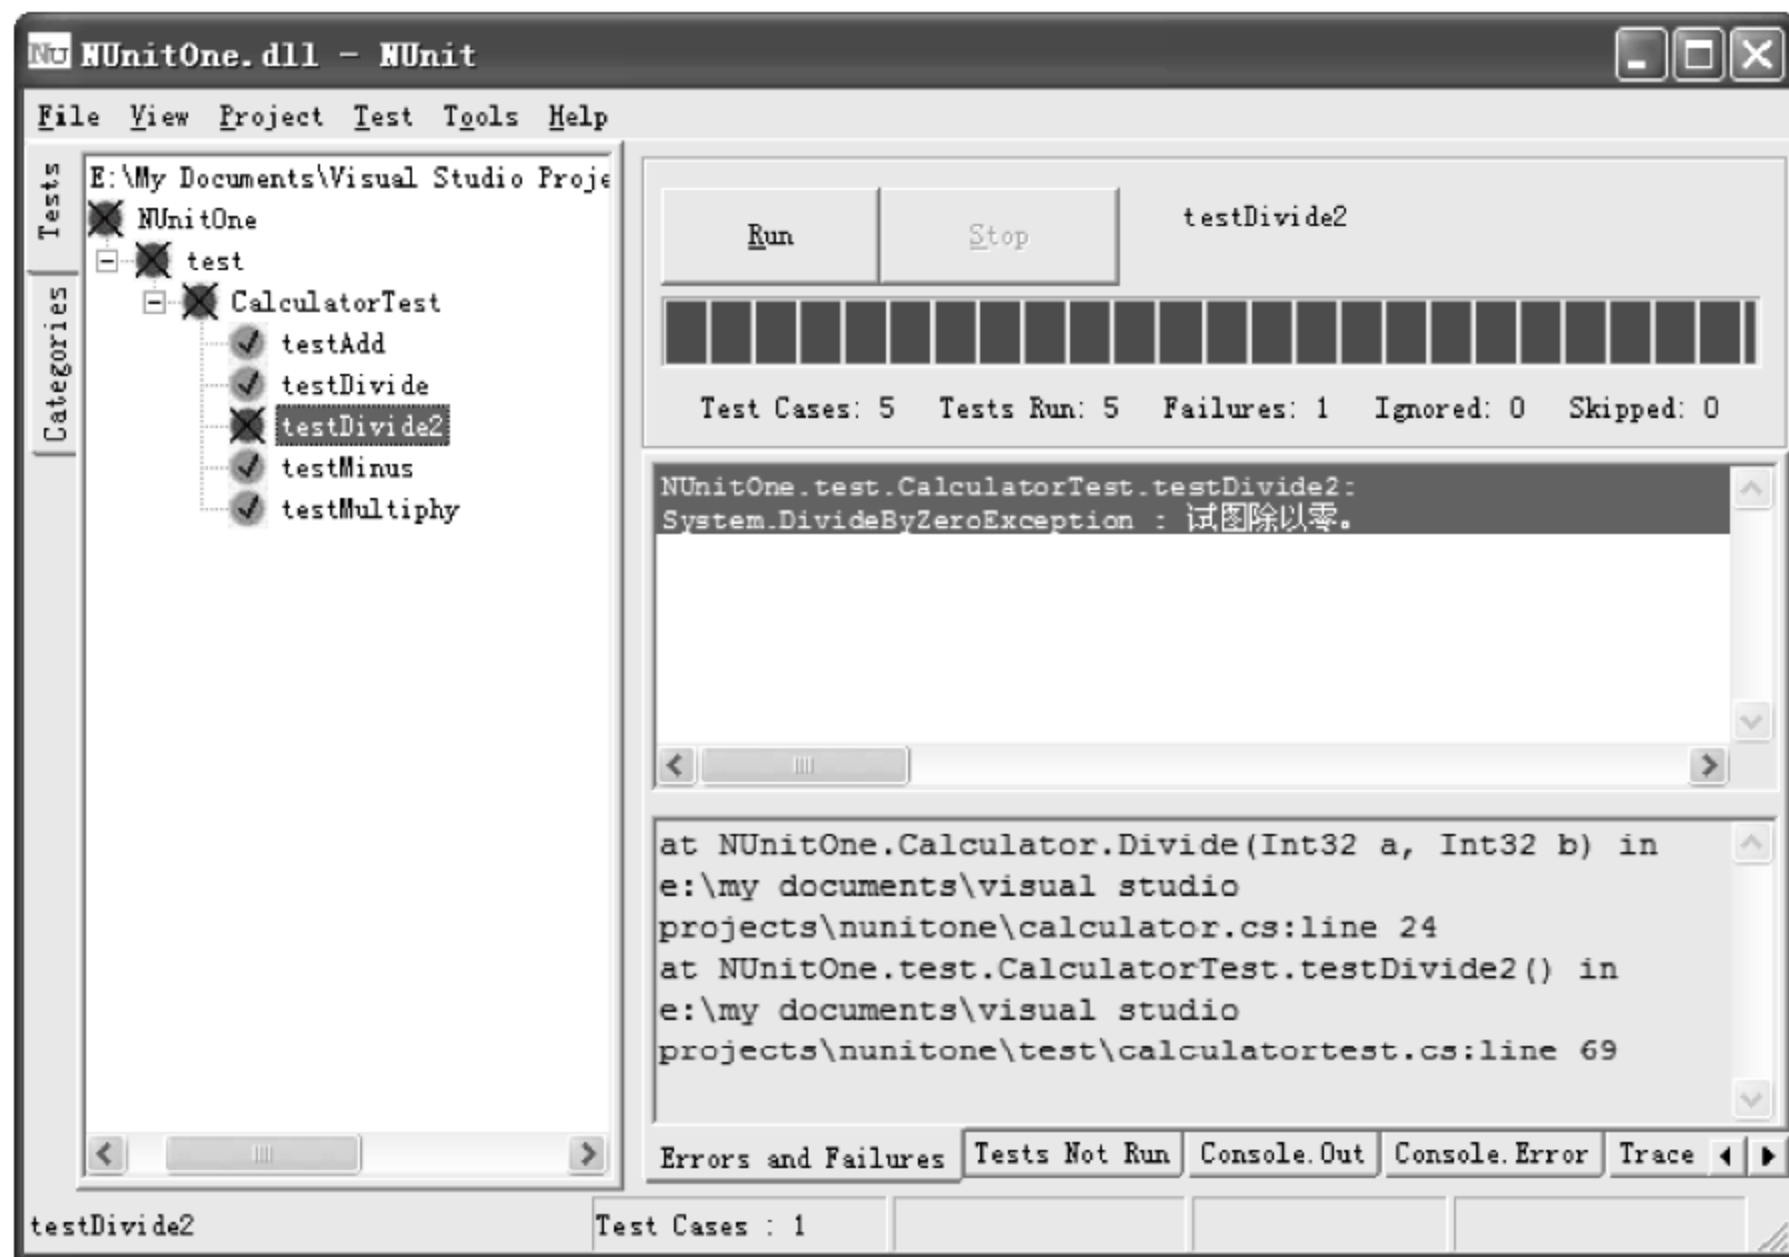 NU NUnitOne.dll - NUnit
File View Project Test Tools Help
Tests
Categories
E:\My Documents\Visual Studio Proje
NUnitOne
test
CalculatorTest
testAdd
testDivide
testDivide2
testMinus
testMultiphy
Run
Stop
testDivide2
Test Cases: 5 Tests Run: 5 Failures: 1 Ignored: 0 Skipped: 0
NUnitOne.test.CalculatorTest.testDivide2:
System.DivideByZeroException : 试图除以零。
at NUnitOne.Calculator.Divide(Int32 a, Int32 b) in
e:\my documents\visual studio
projects\nunitone\calculator.cs:line 24
at NUnitOne.test.CalculatorTest.testDivide2() in
e:\my documents\visual studio
projects\nunitone\test\calculatortest.cs:line 69
Errors and Failures Tests Not Run Console.Out Console.Error Trace
testDivide2 Test Cases : 1